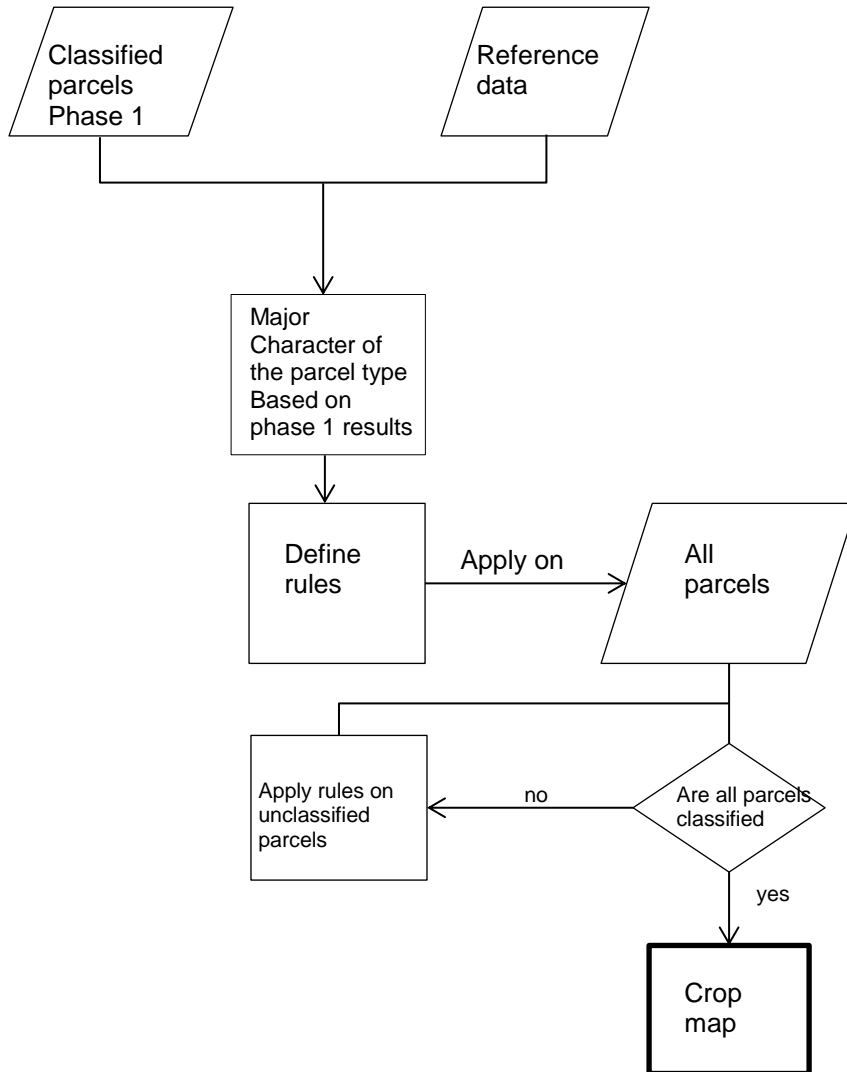 Classified
parcels
Phase 1
Reference
data
Major
Character of
the parcel type
Based on
phase 1 results
Define
rules
Apply on
All
parcels
Apply rules on
unclassified
parcels
no
Are all parcels
classified
yes
Crop
map